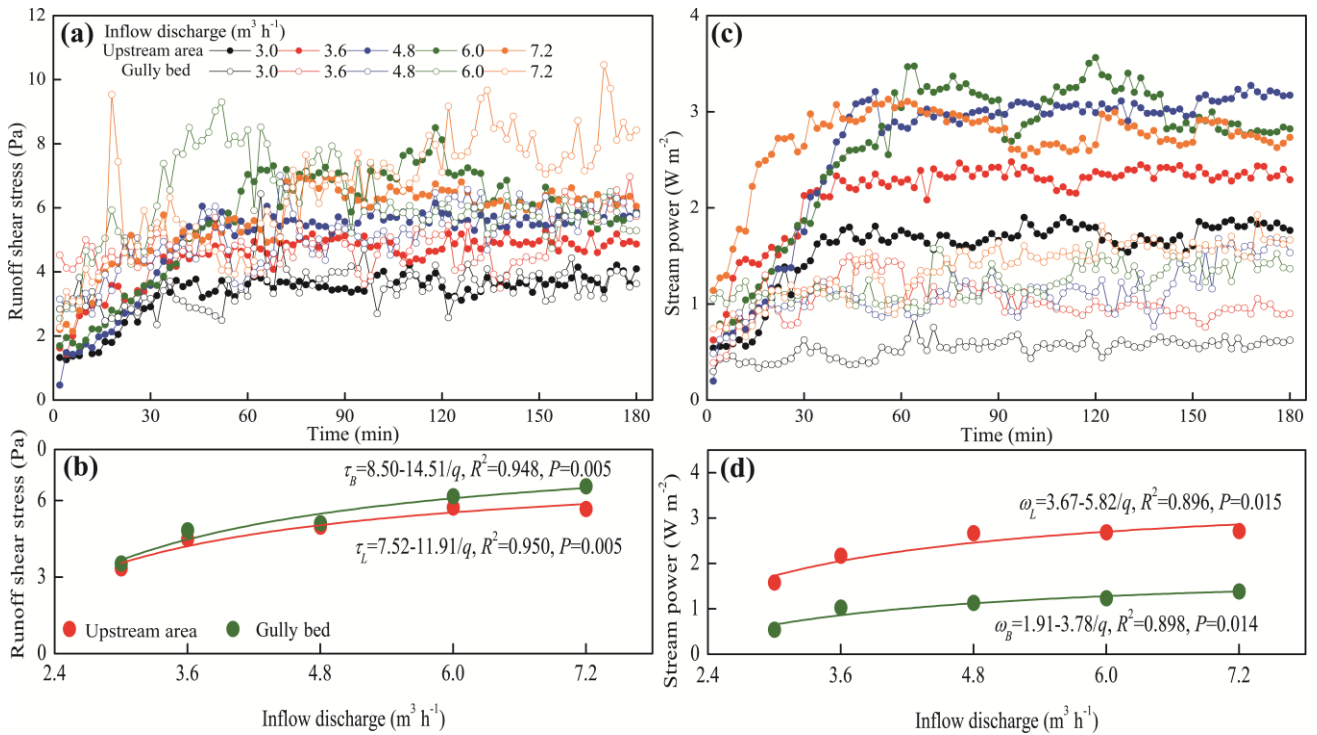 (a)
Inflow discharge (m³ h⁻¹)
Upstream area 3.0 3.6 4.8 6.0 7.2
Gully bed 3.0 3.6 4.8 6.0 7.2
12
10
8
6
4
2
0
Runoff shear stress (Pa)
0 30 60 90 120 150 180
Time (min)
(c)
4
3
2
1
0
Stream power (W m⁻²)
0 30 60 90 120 150 180
Time (min)
(b)
0
6
3
0
Runoff shear stress (Pa)
τB=8.50-14.51/q, R²=0.948, P=0.005
τL=7.52-11.91/q, R²=0.950, P=0.005
Upstream area Gully bed
2.4 3.6 4.8 6.0 7.2
Inflow discharge (m³ h⁻¹)
(d)
4
3
2
1
0
Stream power (W m⁻²)
ωL=3.67-5.82/q, R²=0.896, P=0.015
ωB=1.91-3.78/q, R²=0.898, P=0.014
2.4 3.6 4.8 6.0 7.2
Inflow discharge (m³ h⁻¹)